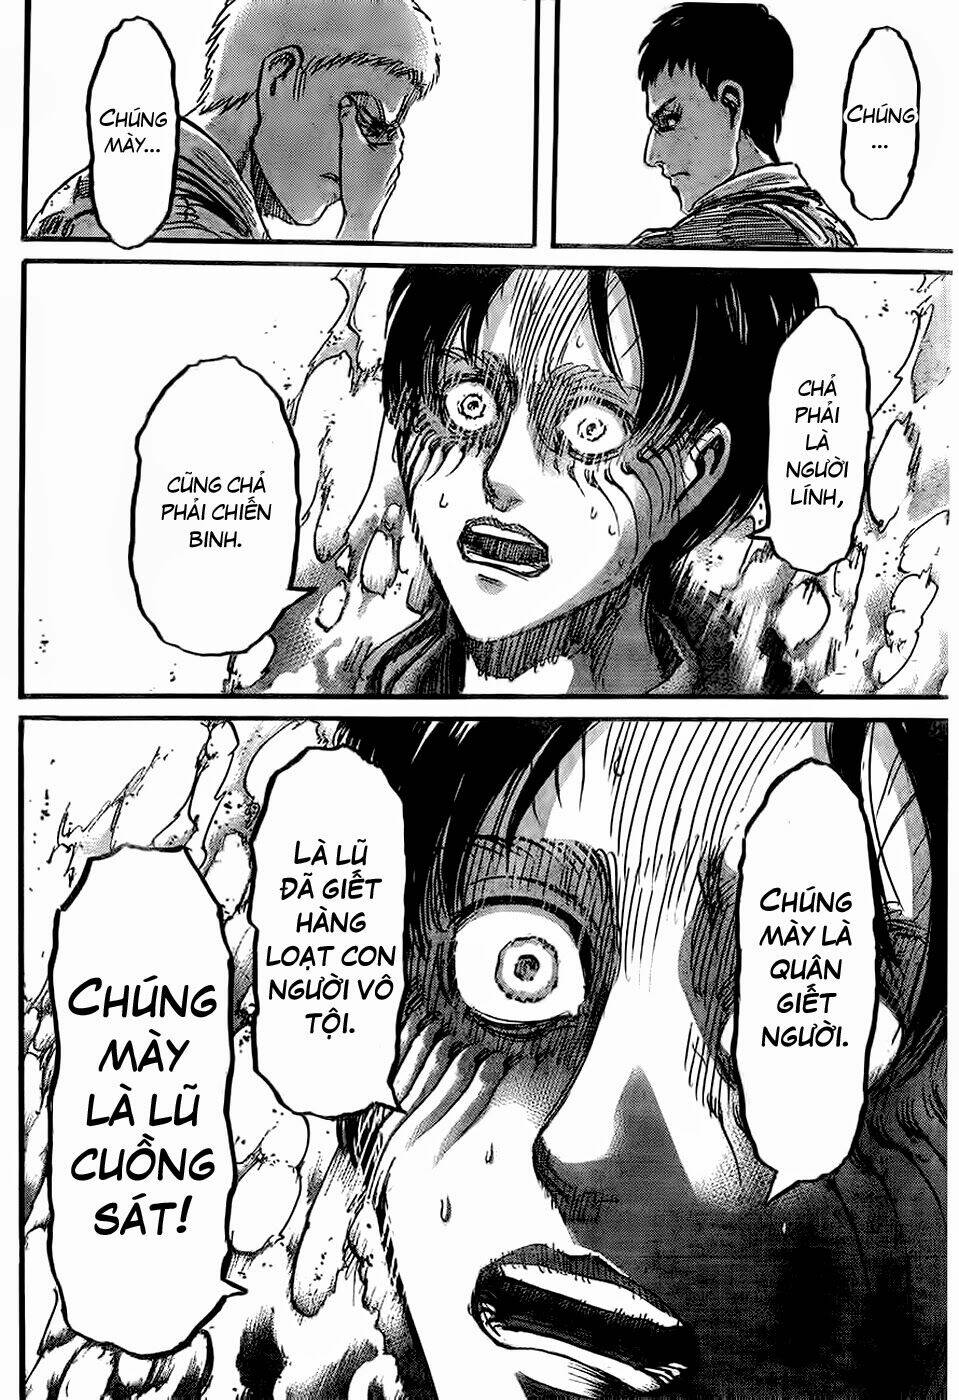 CHÚNG
...
CHÚNG
MÀY...
CHẢ
PHẢI
LÀ
NGƯỜI
LÍNH,
CŨNG CHẢ
PHẢI CHIẾN
BINH.
CHÚNG
MÀY LÀ
QUÂN
GIẾT
NGƯỜI.
LÀ LŨ
ĐÃ GIẾT
HÀNG
LOẠT CON
NGƯỜI VÔ
TỘI.
CHÚNG
MÀY
LÀ LŨ
CUỒNG
SÁT!